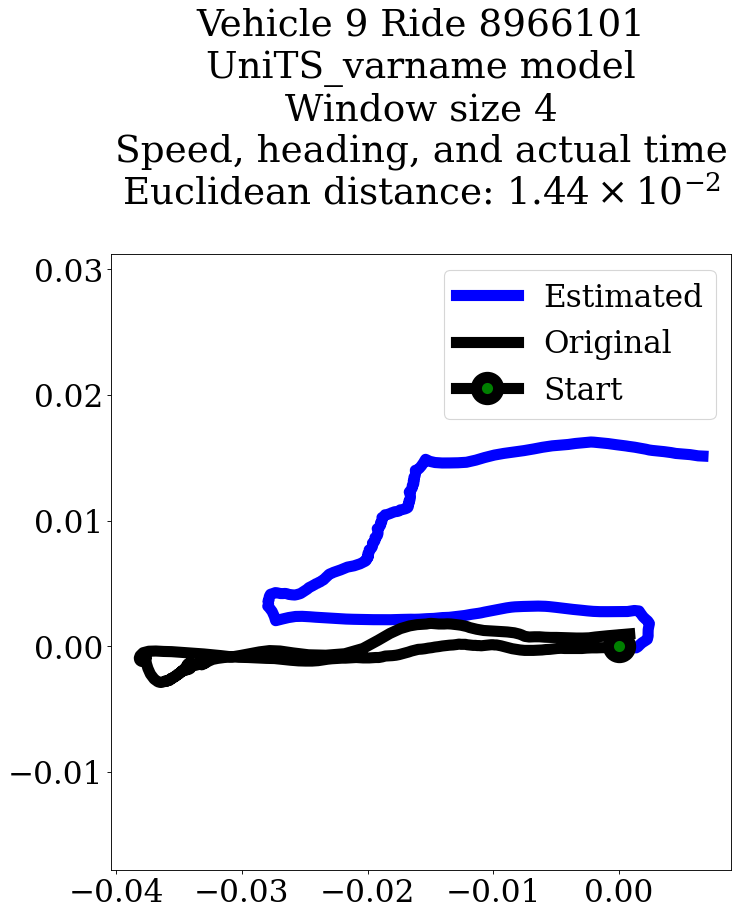 Vehicle 9 Ride 8966101
UniTS_varname model
Window size 4
Speed, heading, and actual time
Euclidean distance: 1.44 × 10⁻²
0.03
0.02
0.01
0.00
−0.01
Estimated
Original
Start
−0.04 −0.03 −0.02 −0.01 0.00